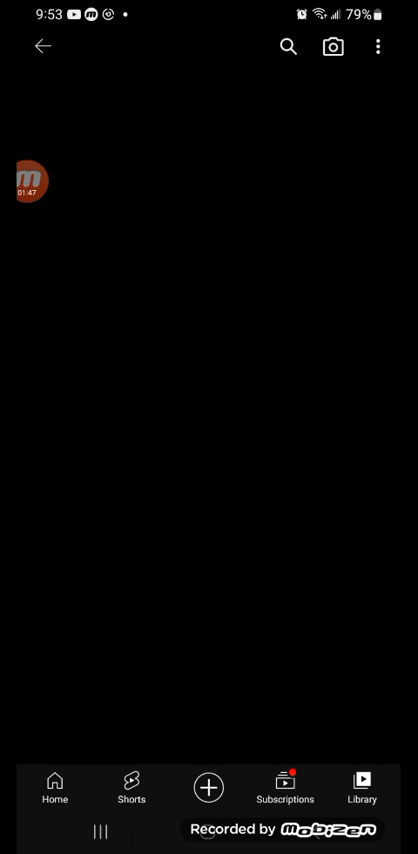 9:53
79%
m
01:47
Home
Shorts
Subscriptions
Library
Recorded by mobizen